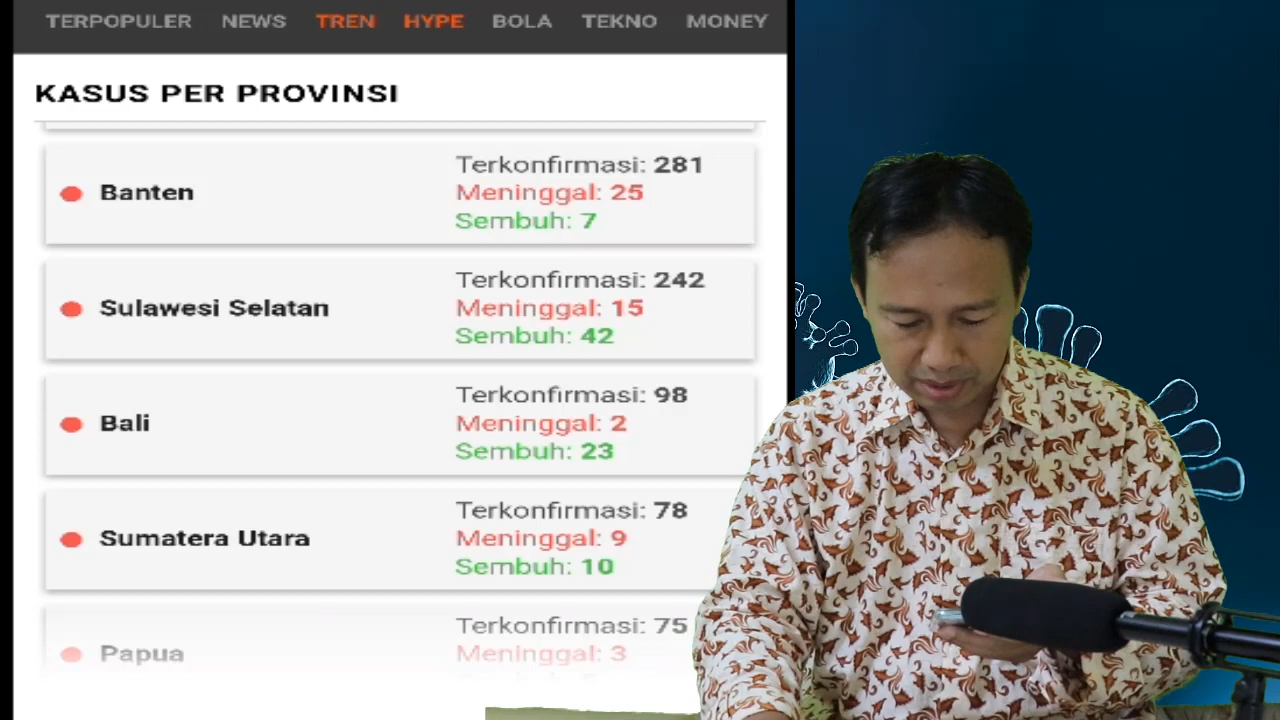 TERPOPULER NEWS TREN HYPE BOLA TEKNO MONEY
KASUS PER PROVINSI
Terkonfirmasi: 281
Banten
Meninggal: 25
Sembuh: 7
Terkonfirmasi: 242
Sulawesi Selatan
Meninggal: 15
Sembuh: 42
Terkonfirmasi: 98
Bali
Meninggal: 2
Sembuh: 23
Terkonfirmasi: 78
Sumatera Utara
Meninggal: 9
Sembuh: 10
Terkonfirmasi: 75
Papua
Meninggal: 3